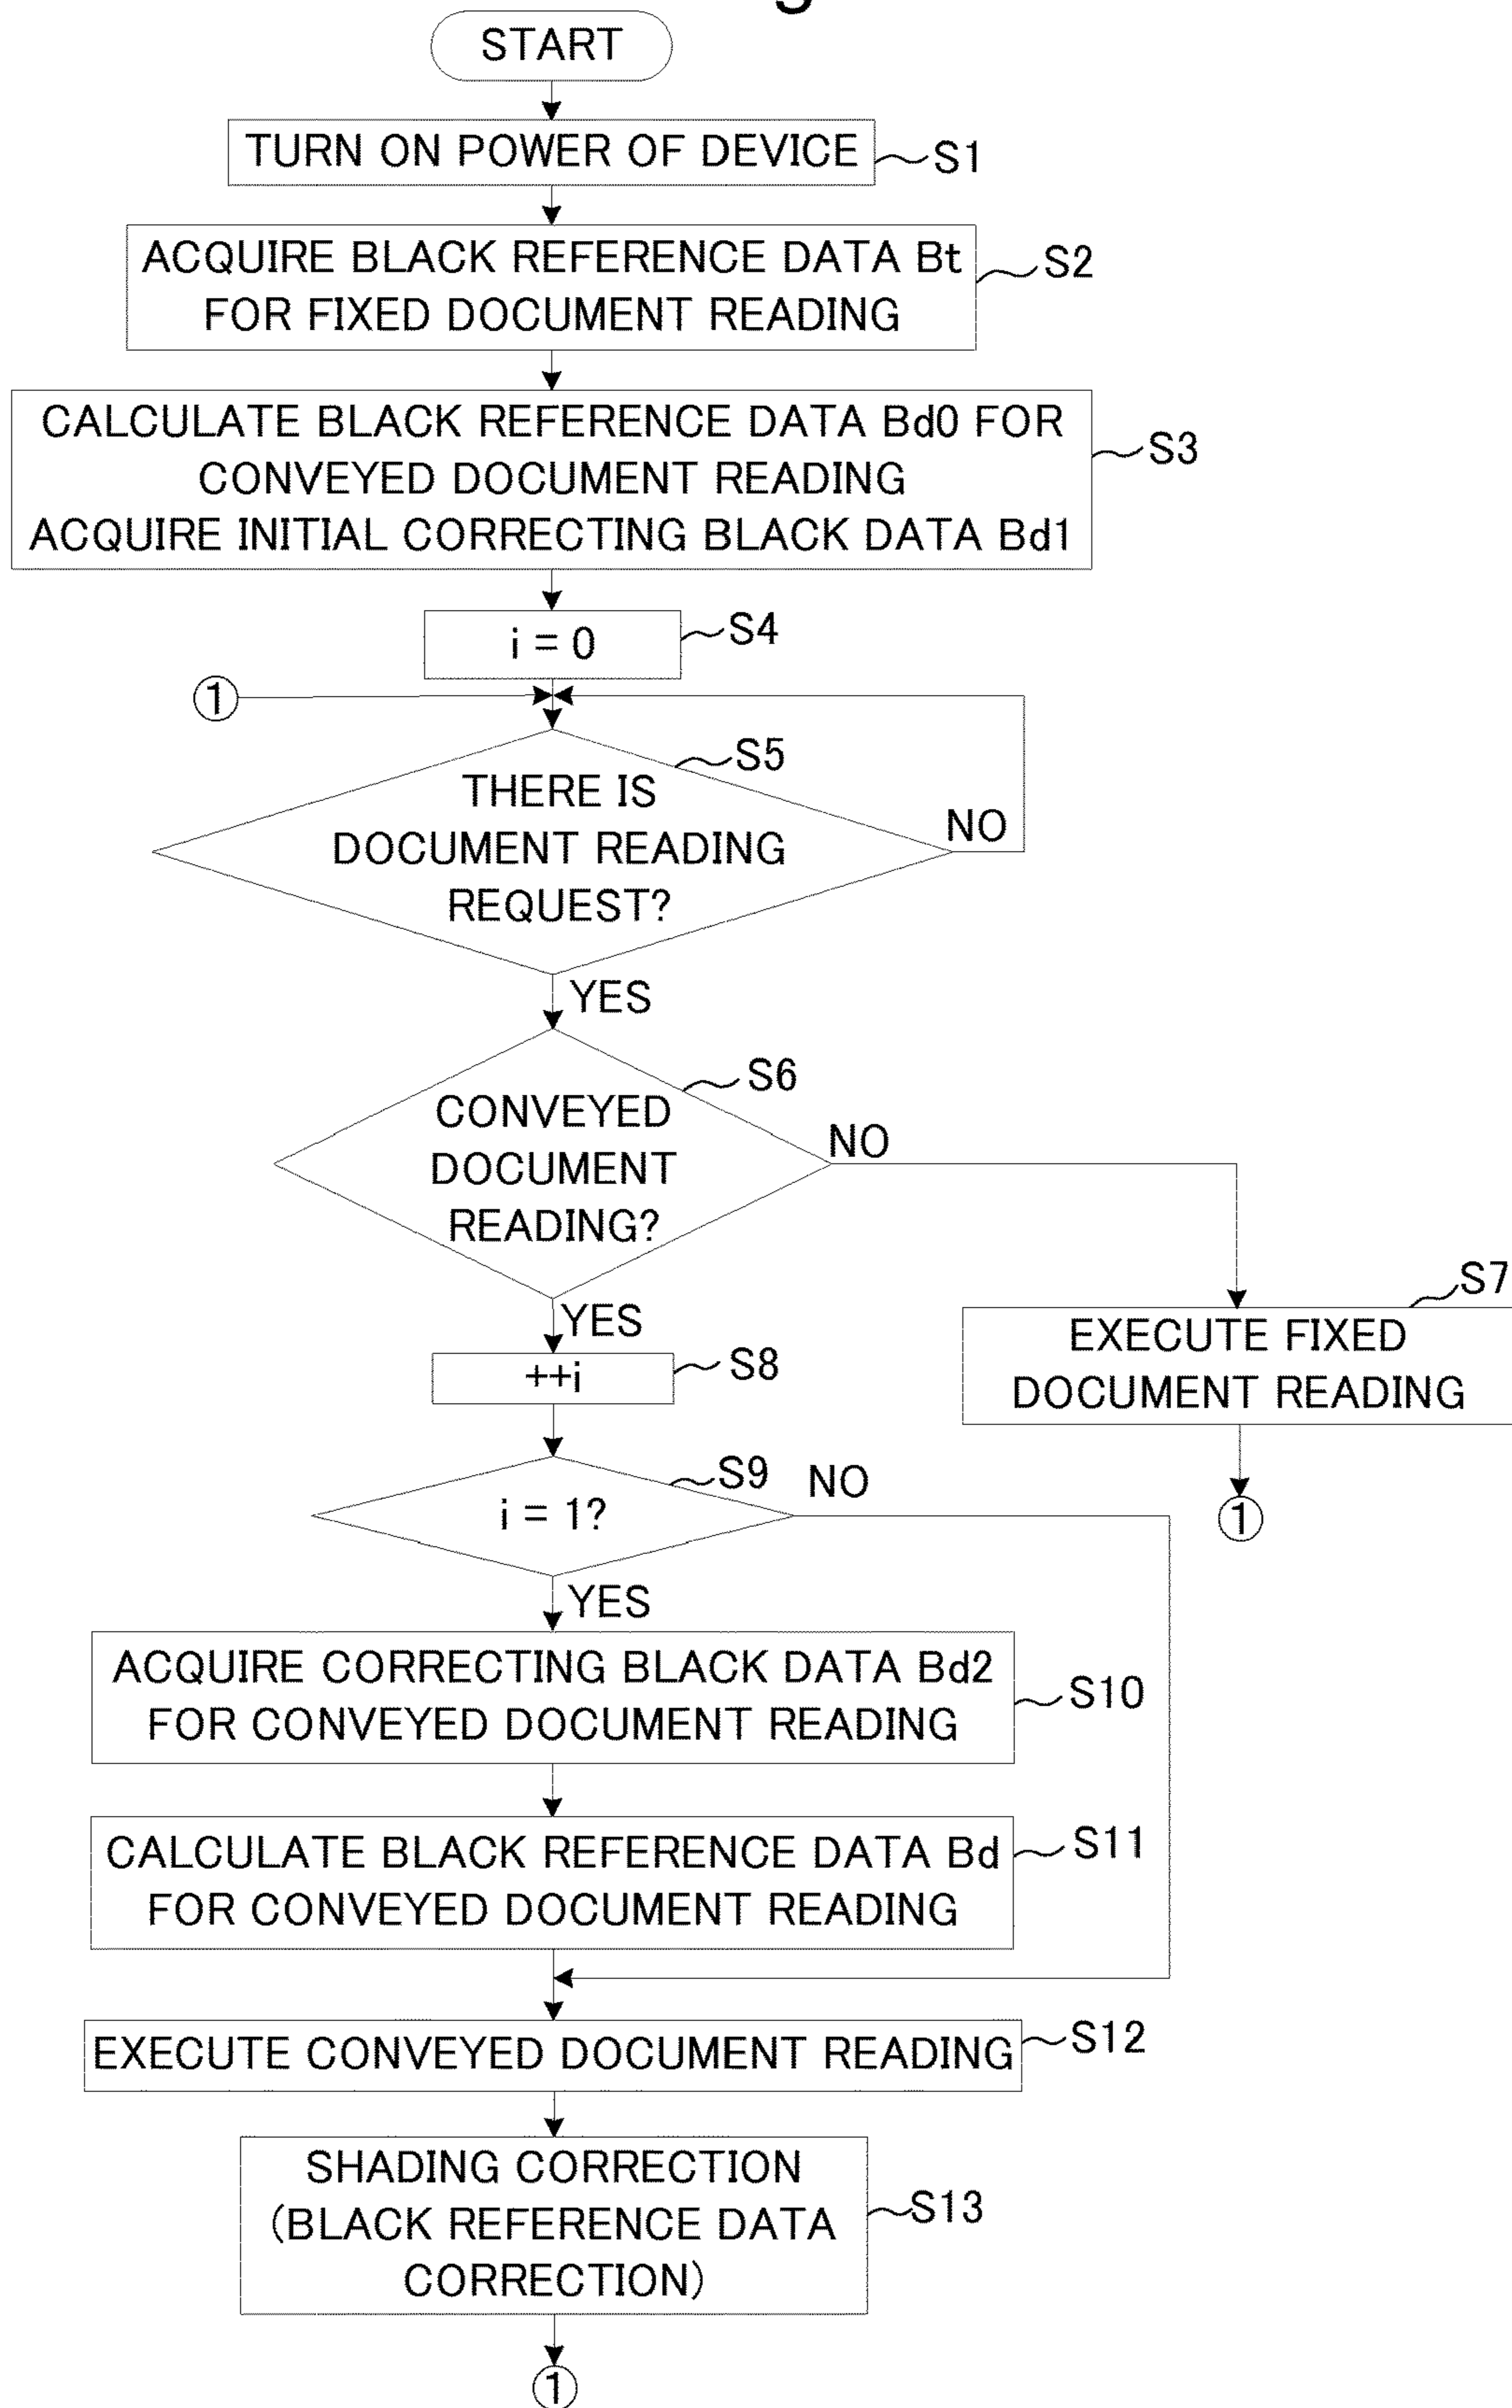 START
TURN ON POWER OF DEVICE
S1
ACQUIRE BLACK REFERENCE DATA Bt
FOR FIXED DOCUMENT READING
S2
CALCULATE BLACK REFERENCE DATA Bd0 FOR
CONVEYED DOCUMENT READING
ACQUIRE INITIAL CORRECTING BLACK DATA Bd1
S3
i = 0
S4
1
S5
THERE IS
DOCUMENT READING
REQUEST?
NO
YES
S6
CONVEYED
DOCUMENT
READING?
NO
YES
S7
EXECUTE FIXED
DOCUMENT READING
1
++i
S8
S9
i = 1?
NO
YES
ACQUIRE CORRECTING BLACK DATA Bd2
FOR CONVEYED DOCUMENT READING
S10
CALCULATE BLACK REFERENCE DATA Bd
FOR CONVEYED DOCUMENT READING
S11
EXECUTE CONVEYED DOCUMENT READING
S12
SHADING CORRECTION
(BLACK REFERENCE DATA
CORRECTION)
S13
1